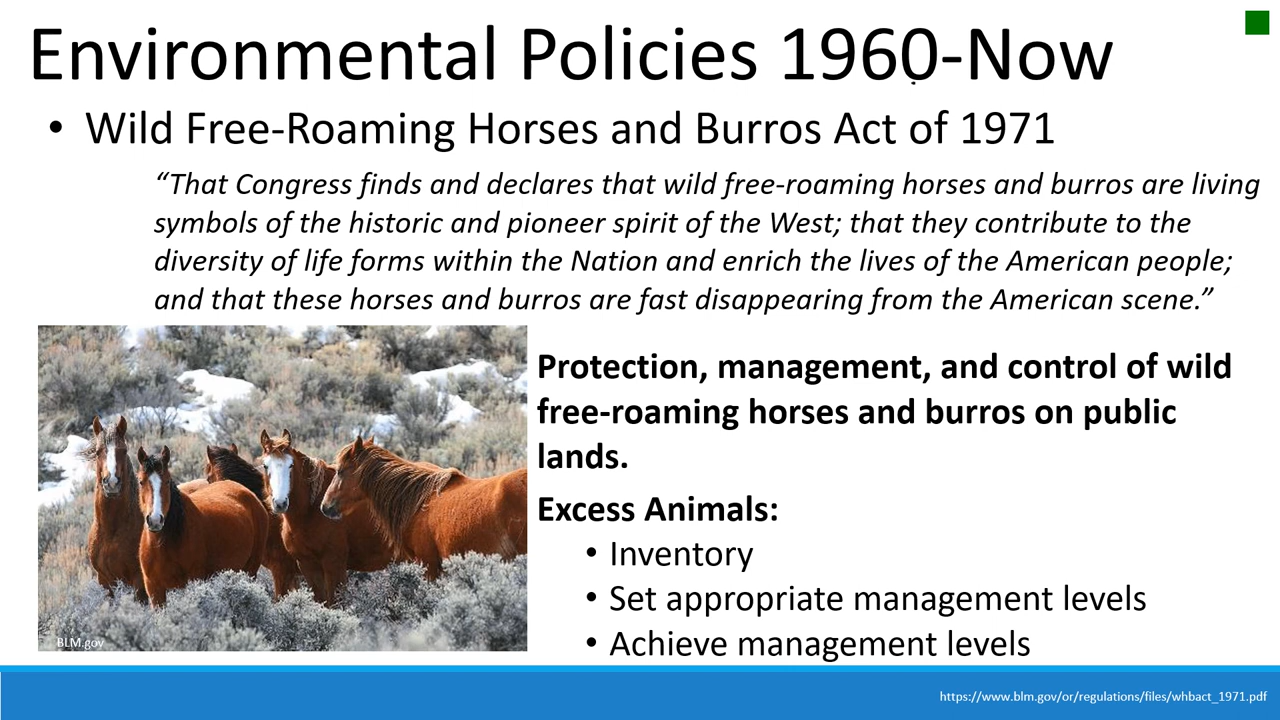 Environmental Policies 1960-Now
• Wild Free-Roaming Horses and Burros Act of 1971
“That Congress finds and declares that wild free-roaming horses and burros are living
symbols of the historic and pioneer spirit of the West; that they contribute to the
diversity of life forms within the Nation and enrich the lives of the American people;
and that these horses and burros are fast disappearing from the American scene.”
Protection, management, and control of wild
free-roaming horses and burros on public
lands.
Excess Animals:
• Inventory
• Set appropriate management levels
• Achieve management levels
BLM.gov
https://www.blm.gov/or/regulations/files/whbact_1971.pdf